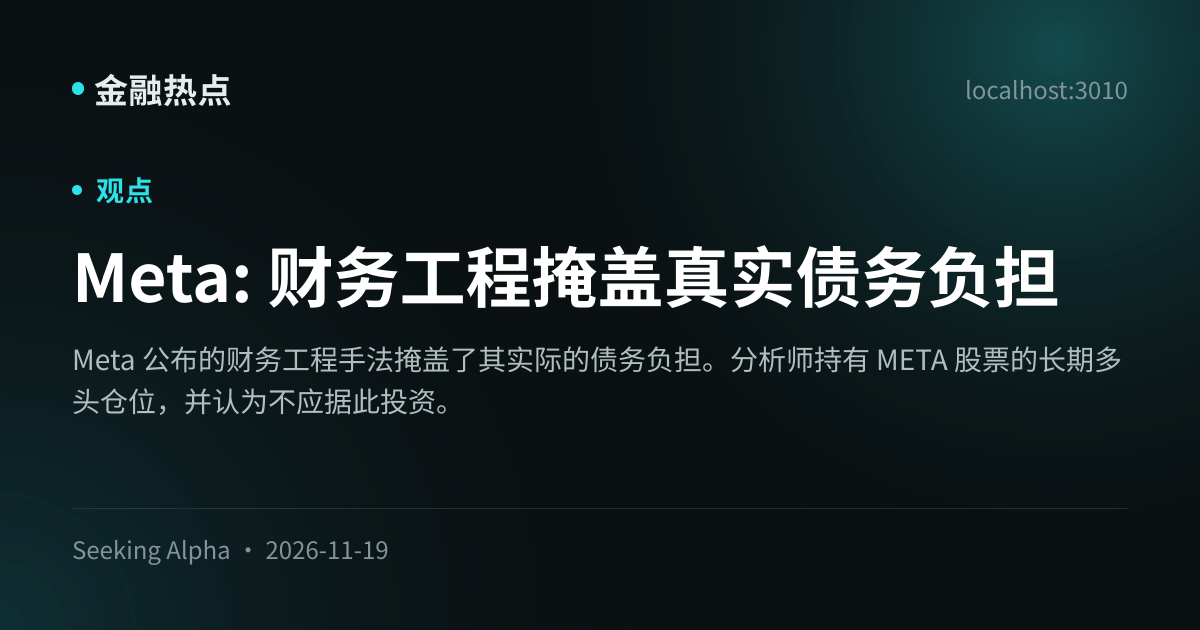 金融热点
localhost:3010
观点
Meta: 财务工程掩盖真实债务负担
Meta 公布的财务工程手法掩盖了其实际的债务负担。分析师持有 META 股票的长期多
头仓位，并认为不应据此投资。
Seeking Alpha · 2026-11-19